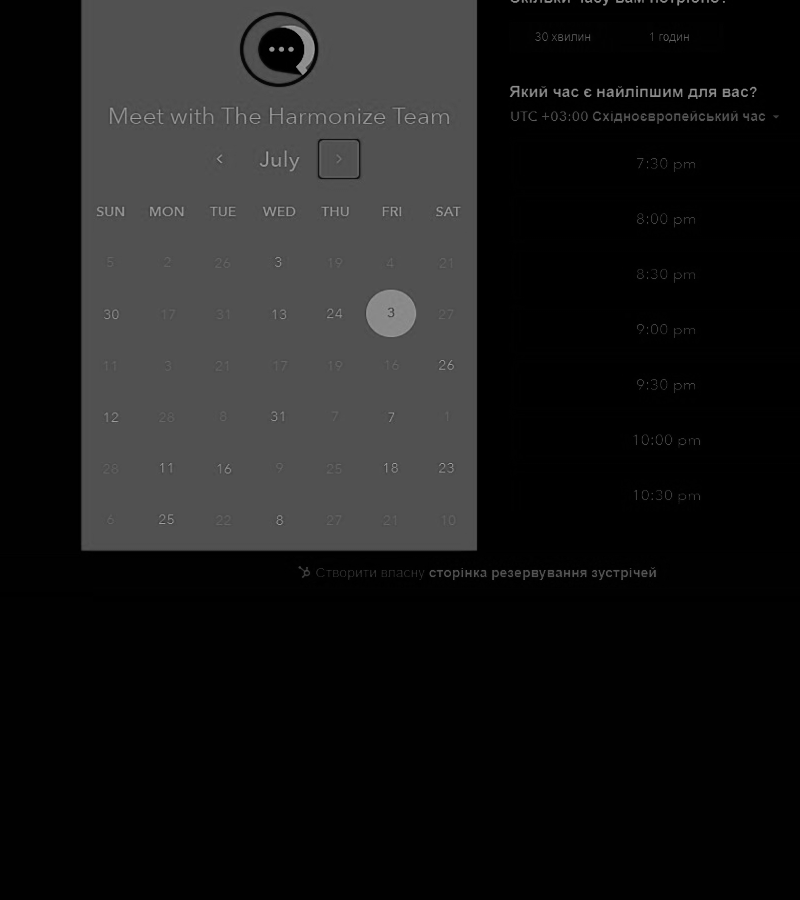 Meet with The Harmonize Team
July
SUN MON TUE WED THU FRI SAT
5 2 26 3 19 4 21
30 17 31 13 24 3 27
11 3 21 17 19 16 26
12 28 8 31 7 7 1
28 11 16 9 25 18 23
6 25 22 8 27 21 10
30 хвилин 1 годин
Який час є найліпшим для вас?
UTC +03:00 Східноєвропейський час
7:30 pm
8:00 pm
8:30 pm
9:00 pm
9:30 pm
10:00 pm
10:30 pm
Створити власну сторінка резервування зустрічей